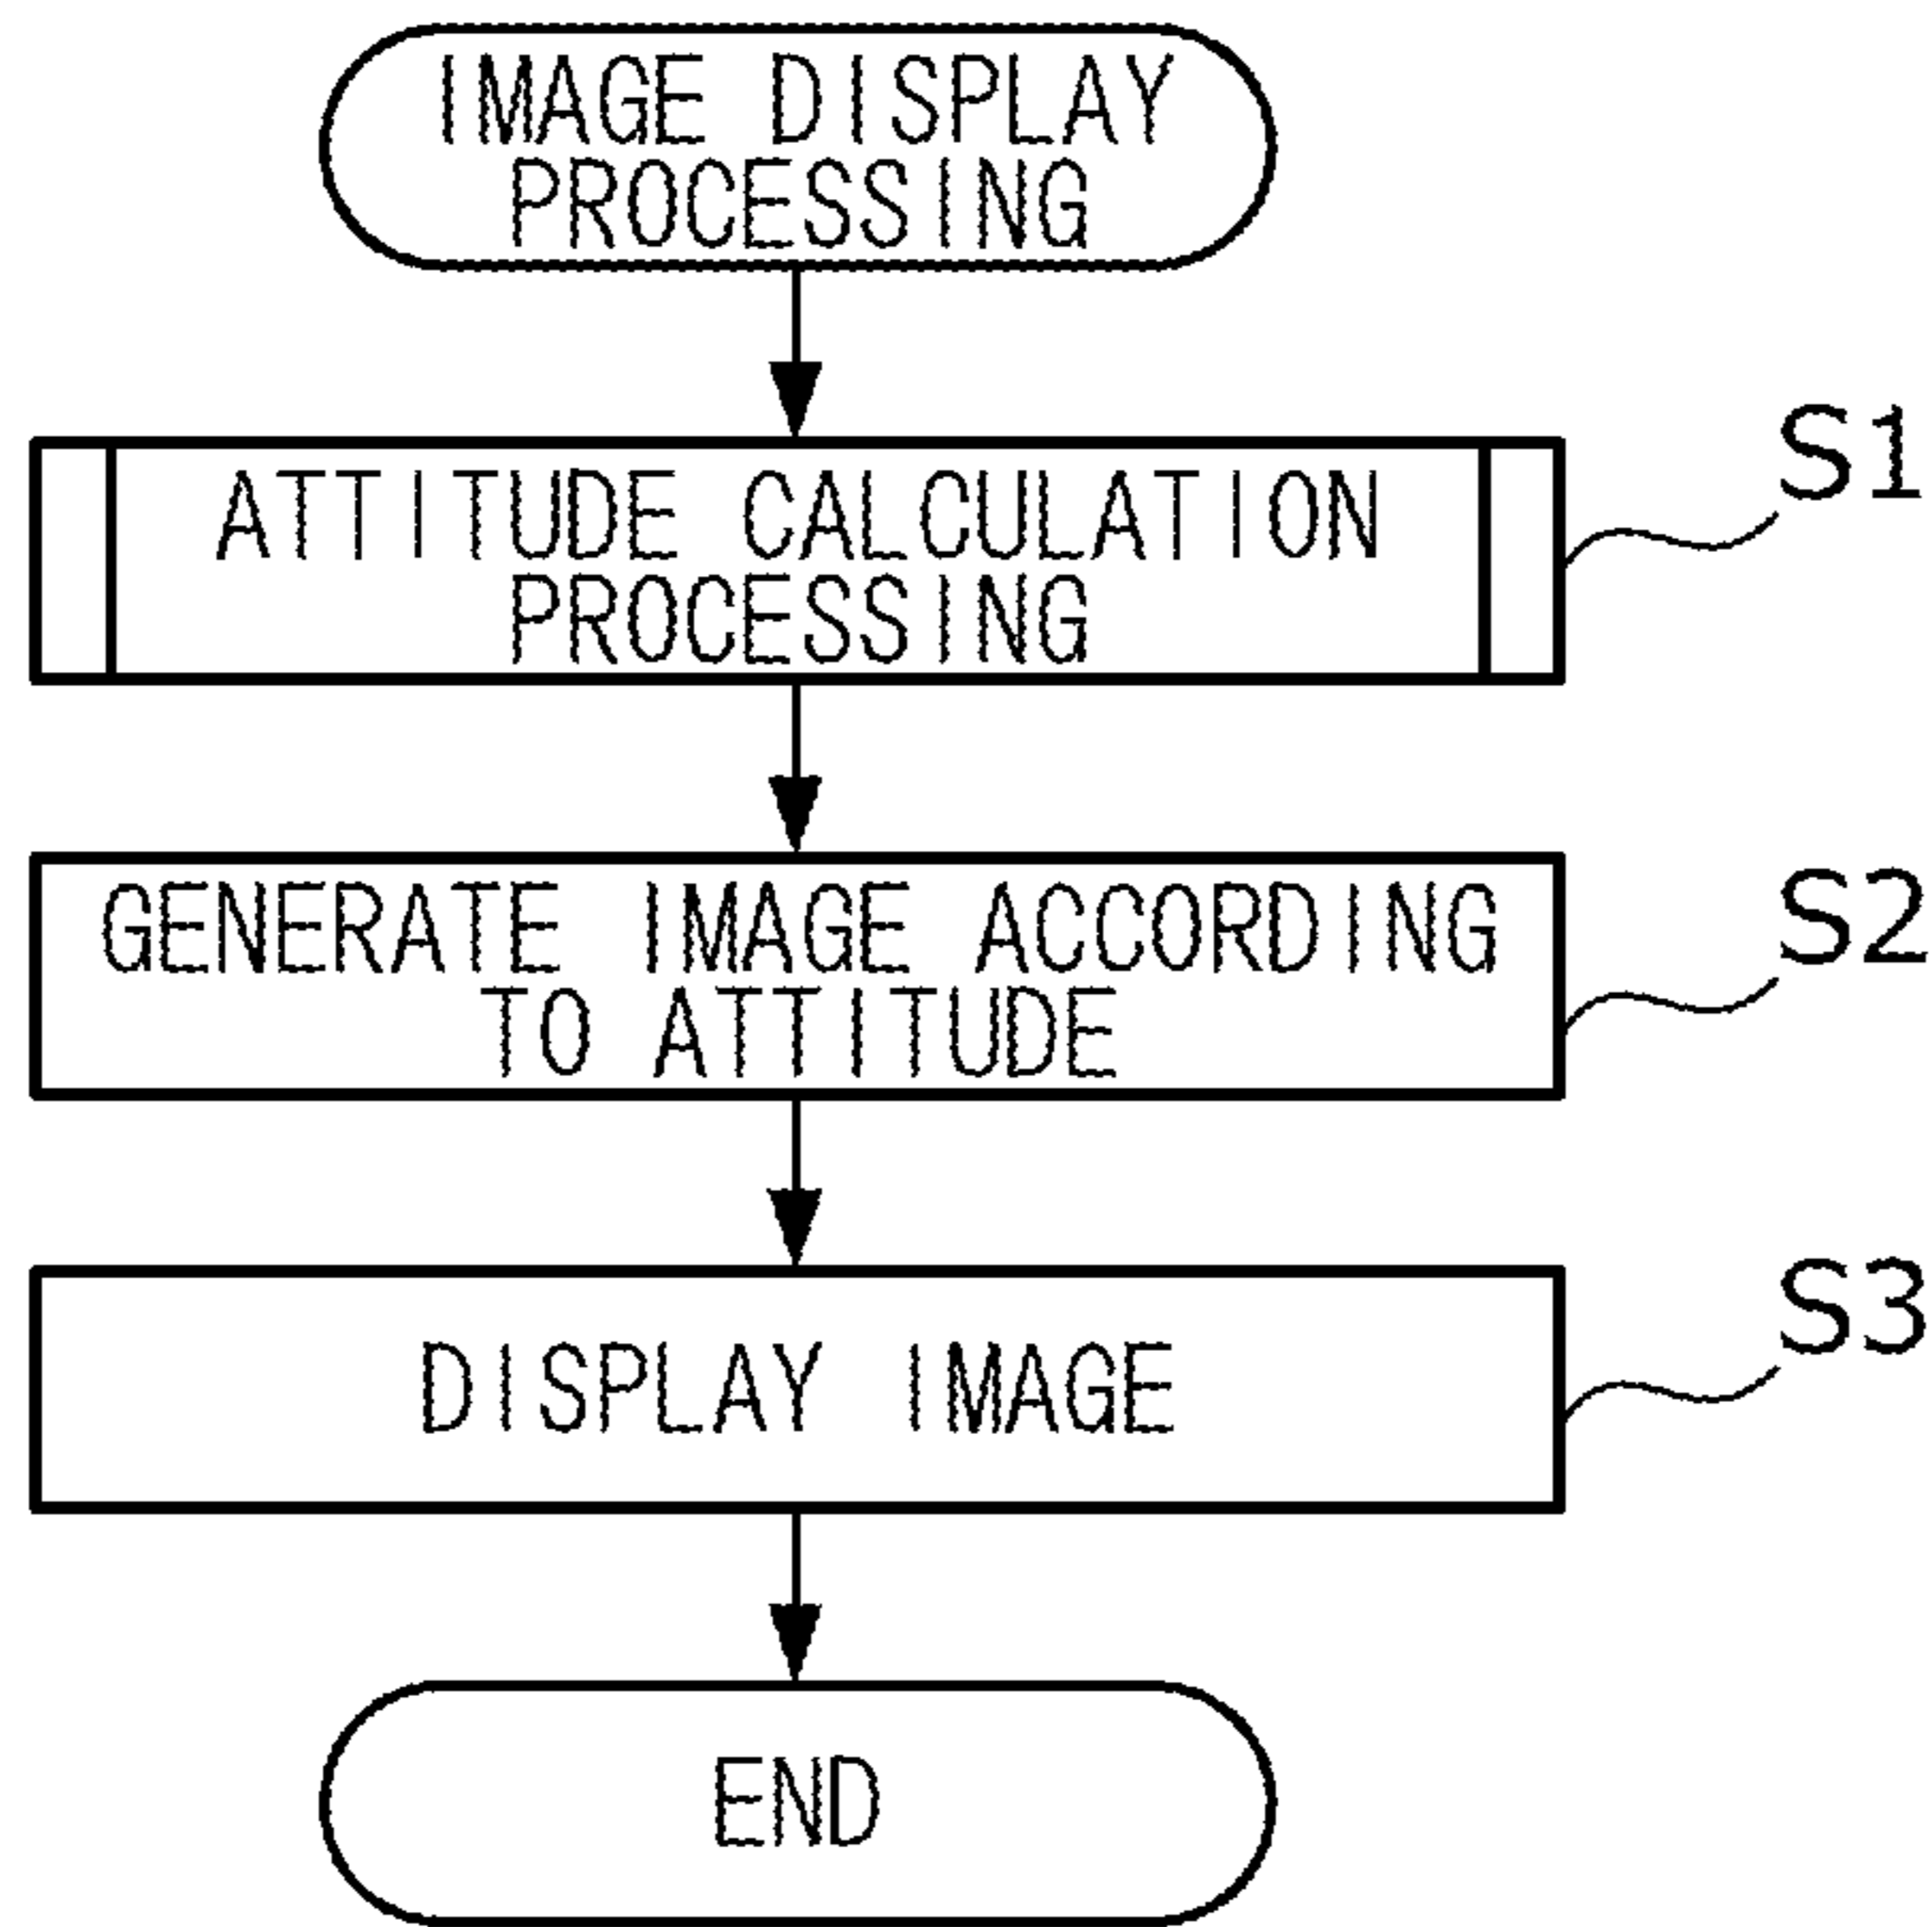 IMAGE DISPLAY
PROCESSING
S1
ATTITUDE CALCULATION
PROCESSING
S2
GENERATE IMAGE ACCORDING
TO ATTITUDE
S3
DISPLAY IMAGE
END